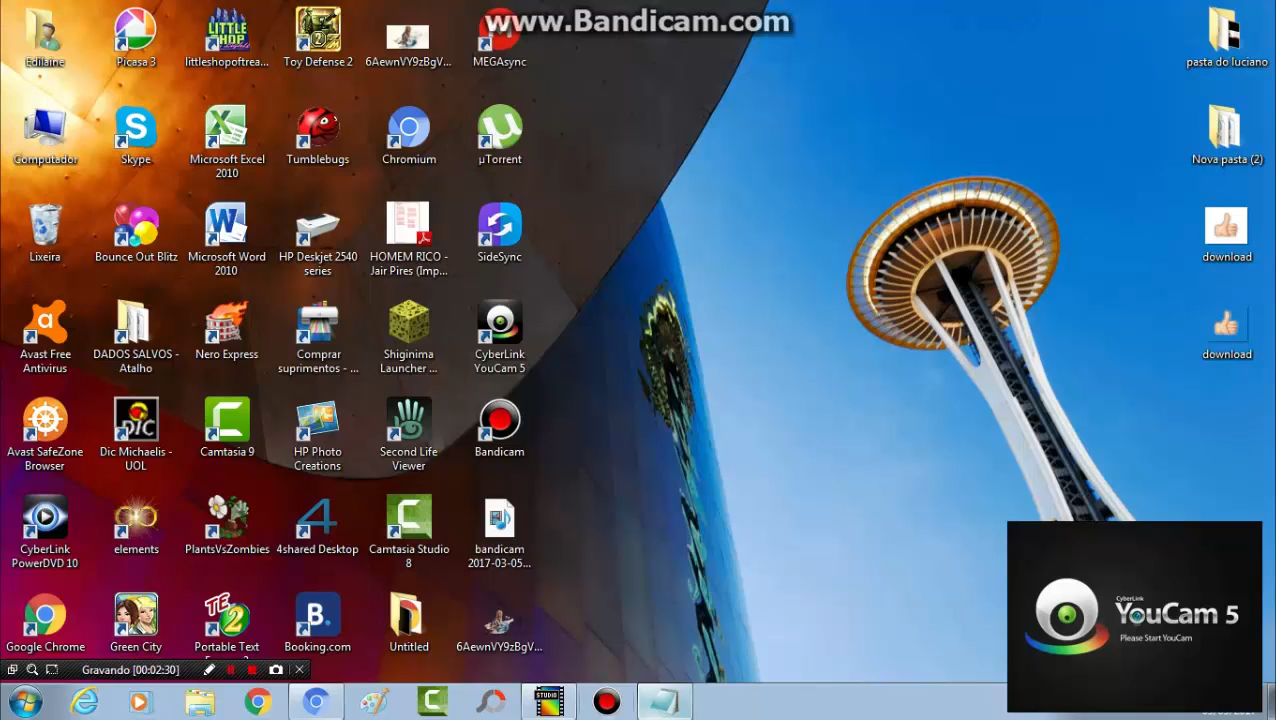 www.Bandicam.com
Edilaine
Picasa 3
littleshopoftrea...
Toy Defense 2
6AewnVY9zBgV...
MEGAsync
pasta do luciano
Computador
Skype
Microsoft Excel
2010
Tumblebugs
Chromium
µTorrent
Nova pasta (2)
Lixeira
Bounce Out Blitz
Microsoft Word
2010
HP Deskjet 2540
series
HOMEM RICO -
Jair Pires (Imp...
SideSync
download
Avast Free
Antivirus
DADOS SALVOS -
Atalho
Nero Express
Comprar
suprimentos - ...
Shiginima
Launcher ...
CyberLink
YouCam 5
download
Avast SafeZone
Browser
Dic Michaelis -
UOL
Camtasia 9
HP Photo
Creations
Second Life
Viewer
Bandicam
CyberLink
PowerDVD 10
elements
PlantsVsZombies
4shared Desktop
Camtasia Studio
8
bandicam
2017-03-05...
CyberLink
YouCam 5
Please Start YouCam
Google Chrome
Green City
Portable Text
Booking.com
Untitled
6AewnVY9zBgV...
Gravando [00:02:30]
STUDIO